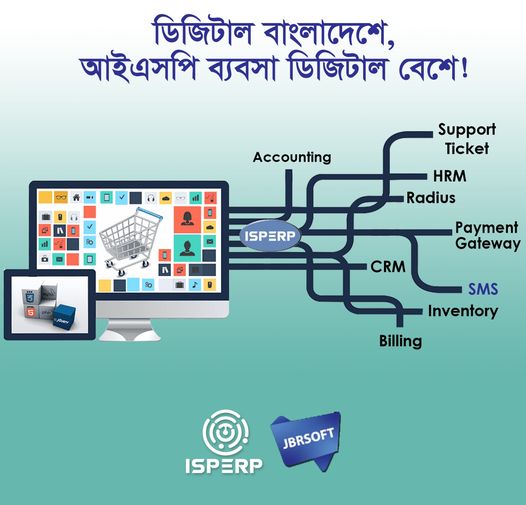 ডিজিটাল বাংলাদেশে,
আইএসপি ব্যবসা ডিজিটাল বেশে!
Support
Ticket
Accounting
HRM
Radius
ISPERP
Payment
Gateway
CRM
SMS
Inventory
Billing
ISPERP
JBRSOFT